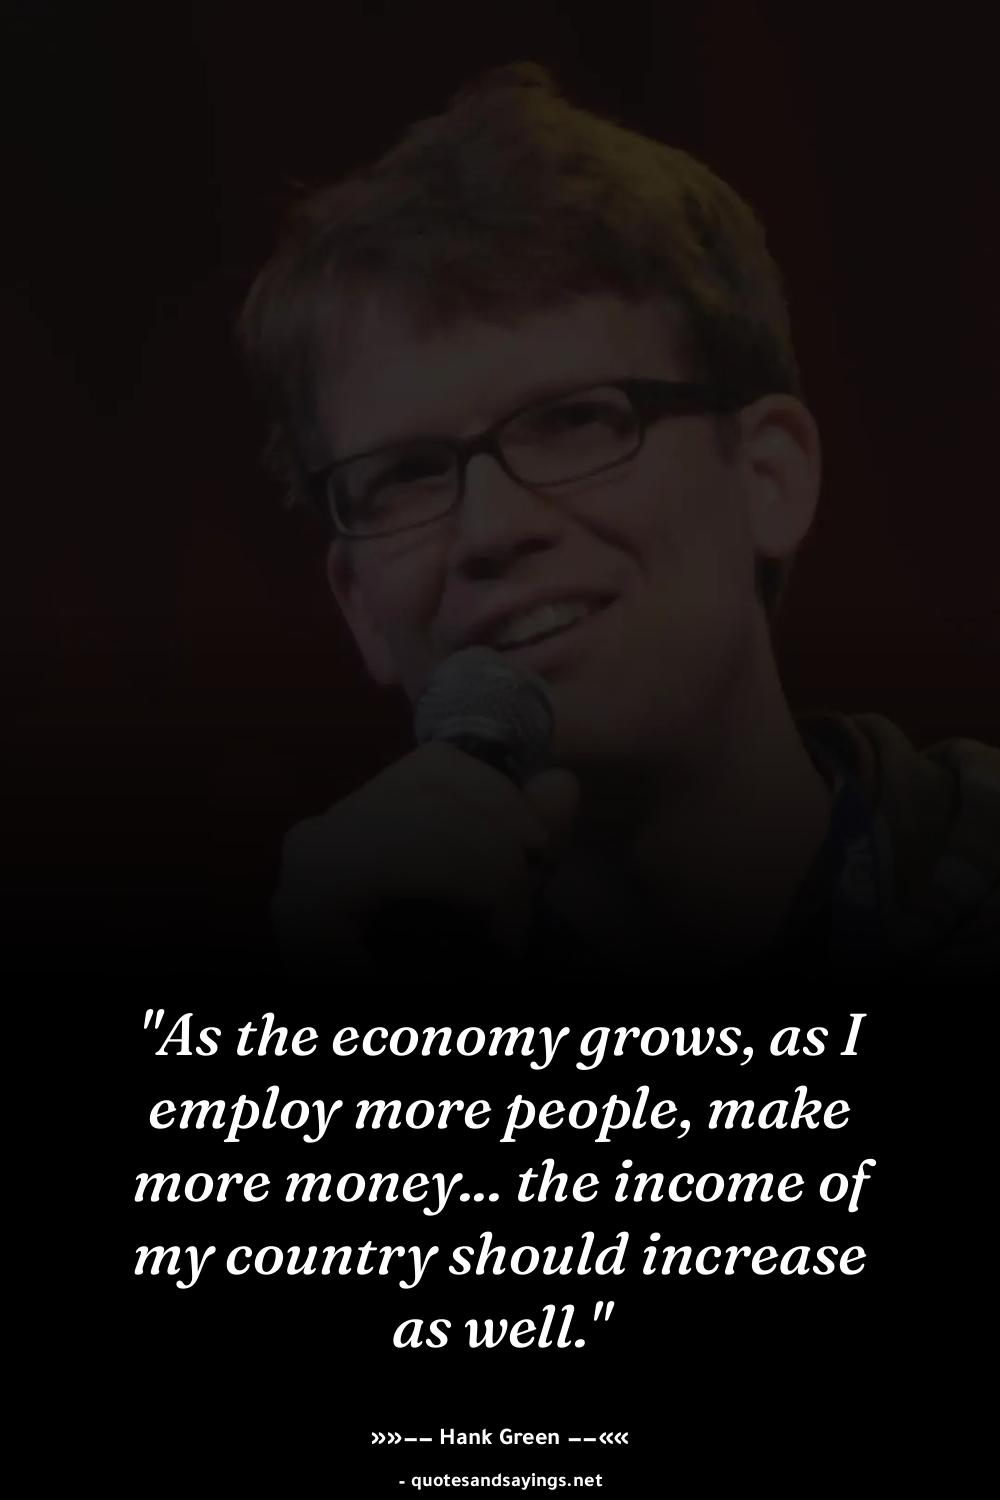 "As the economy grows, as I
employ more people, make
more money... the income of
my country should increase
as well."
»»−− Hank Green −−««
- quotesandsayings.net